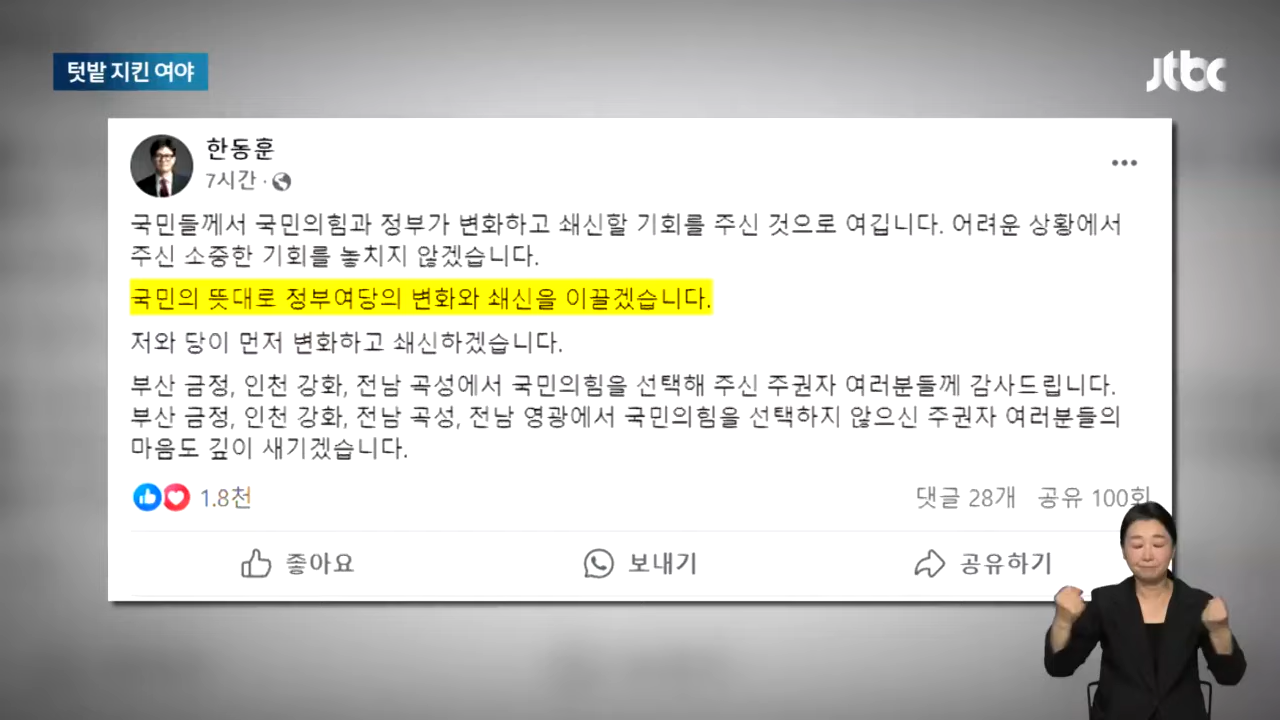 텃밭 지킨 여야
jtbc
한동훈
7시간 ·
국민들께서 국민의힘과 정부가 변화하고 쇄신할 기회를 주신 것으로 여깁니다. 어려운 상황에서
주신 소중한 기회를 놓치지 않겠습니다.
국민의 뜻대로 정부여당의 변화와 쇄신을 이끌겠습니다.
저와 당이 먼저 변화하고 쇄신하겠습니다.
부산 금정, 인천 강화, 전남 곡성에서 국민의힘을 선택해 주신 주권자 여러분들께 감사드립니다.
부산 금정, 인천 강화, 전남 곡성, 전남 영광에서 국민의힘을 선택하지 않으신 주권자 여러분들의
마음도 깊이 새기겠습니다.
1.8천 댓글 28개 공유 100회
좋아요 보내기 공유하기